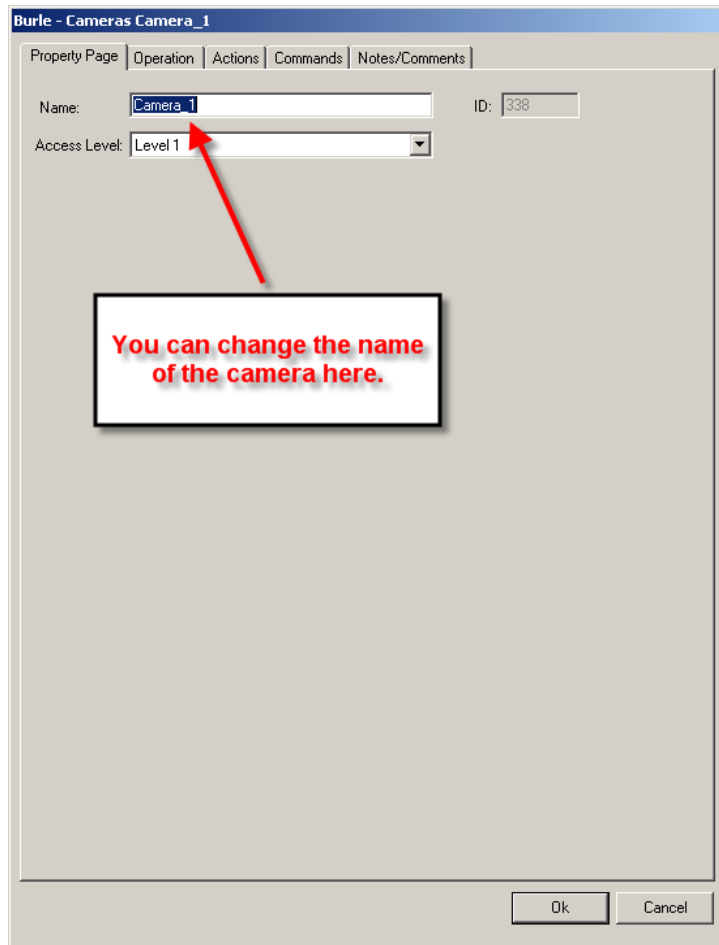 Burle - Cameras Camera_1
Property Page Operation Actions Commands Notes/Comments
Name: Camera_1 ID: 338
Access Level: Level 1
You can change the name
of the camera here.
Ok Cancel